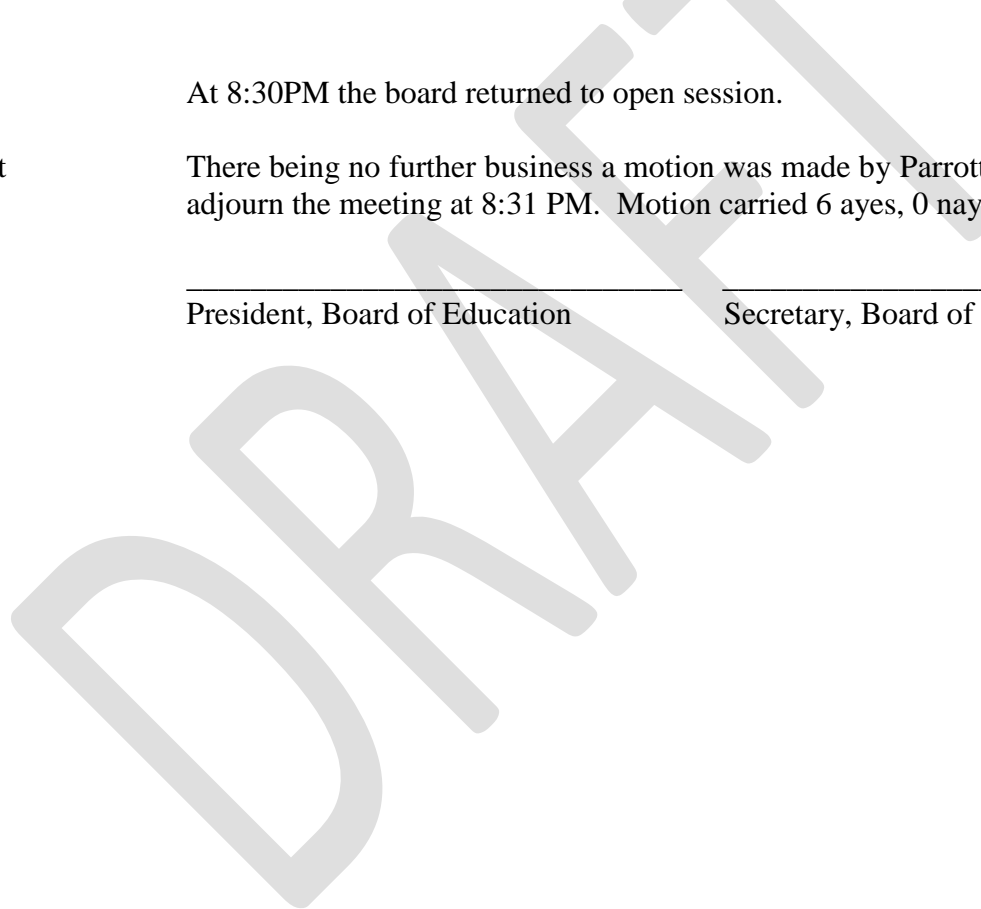 At 8:30PM the board returned to open session.
t There being no further business a motion was made by Parrott
adjourn the meeting at 8:31 PM. Motion carried 6 ayes, 0 nay
President, Board of Education Secretary, Board of
DRAFT